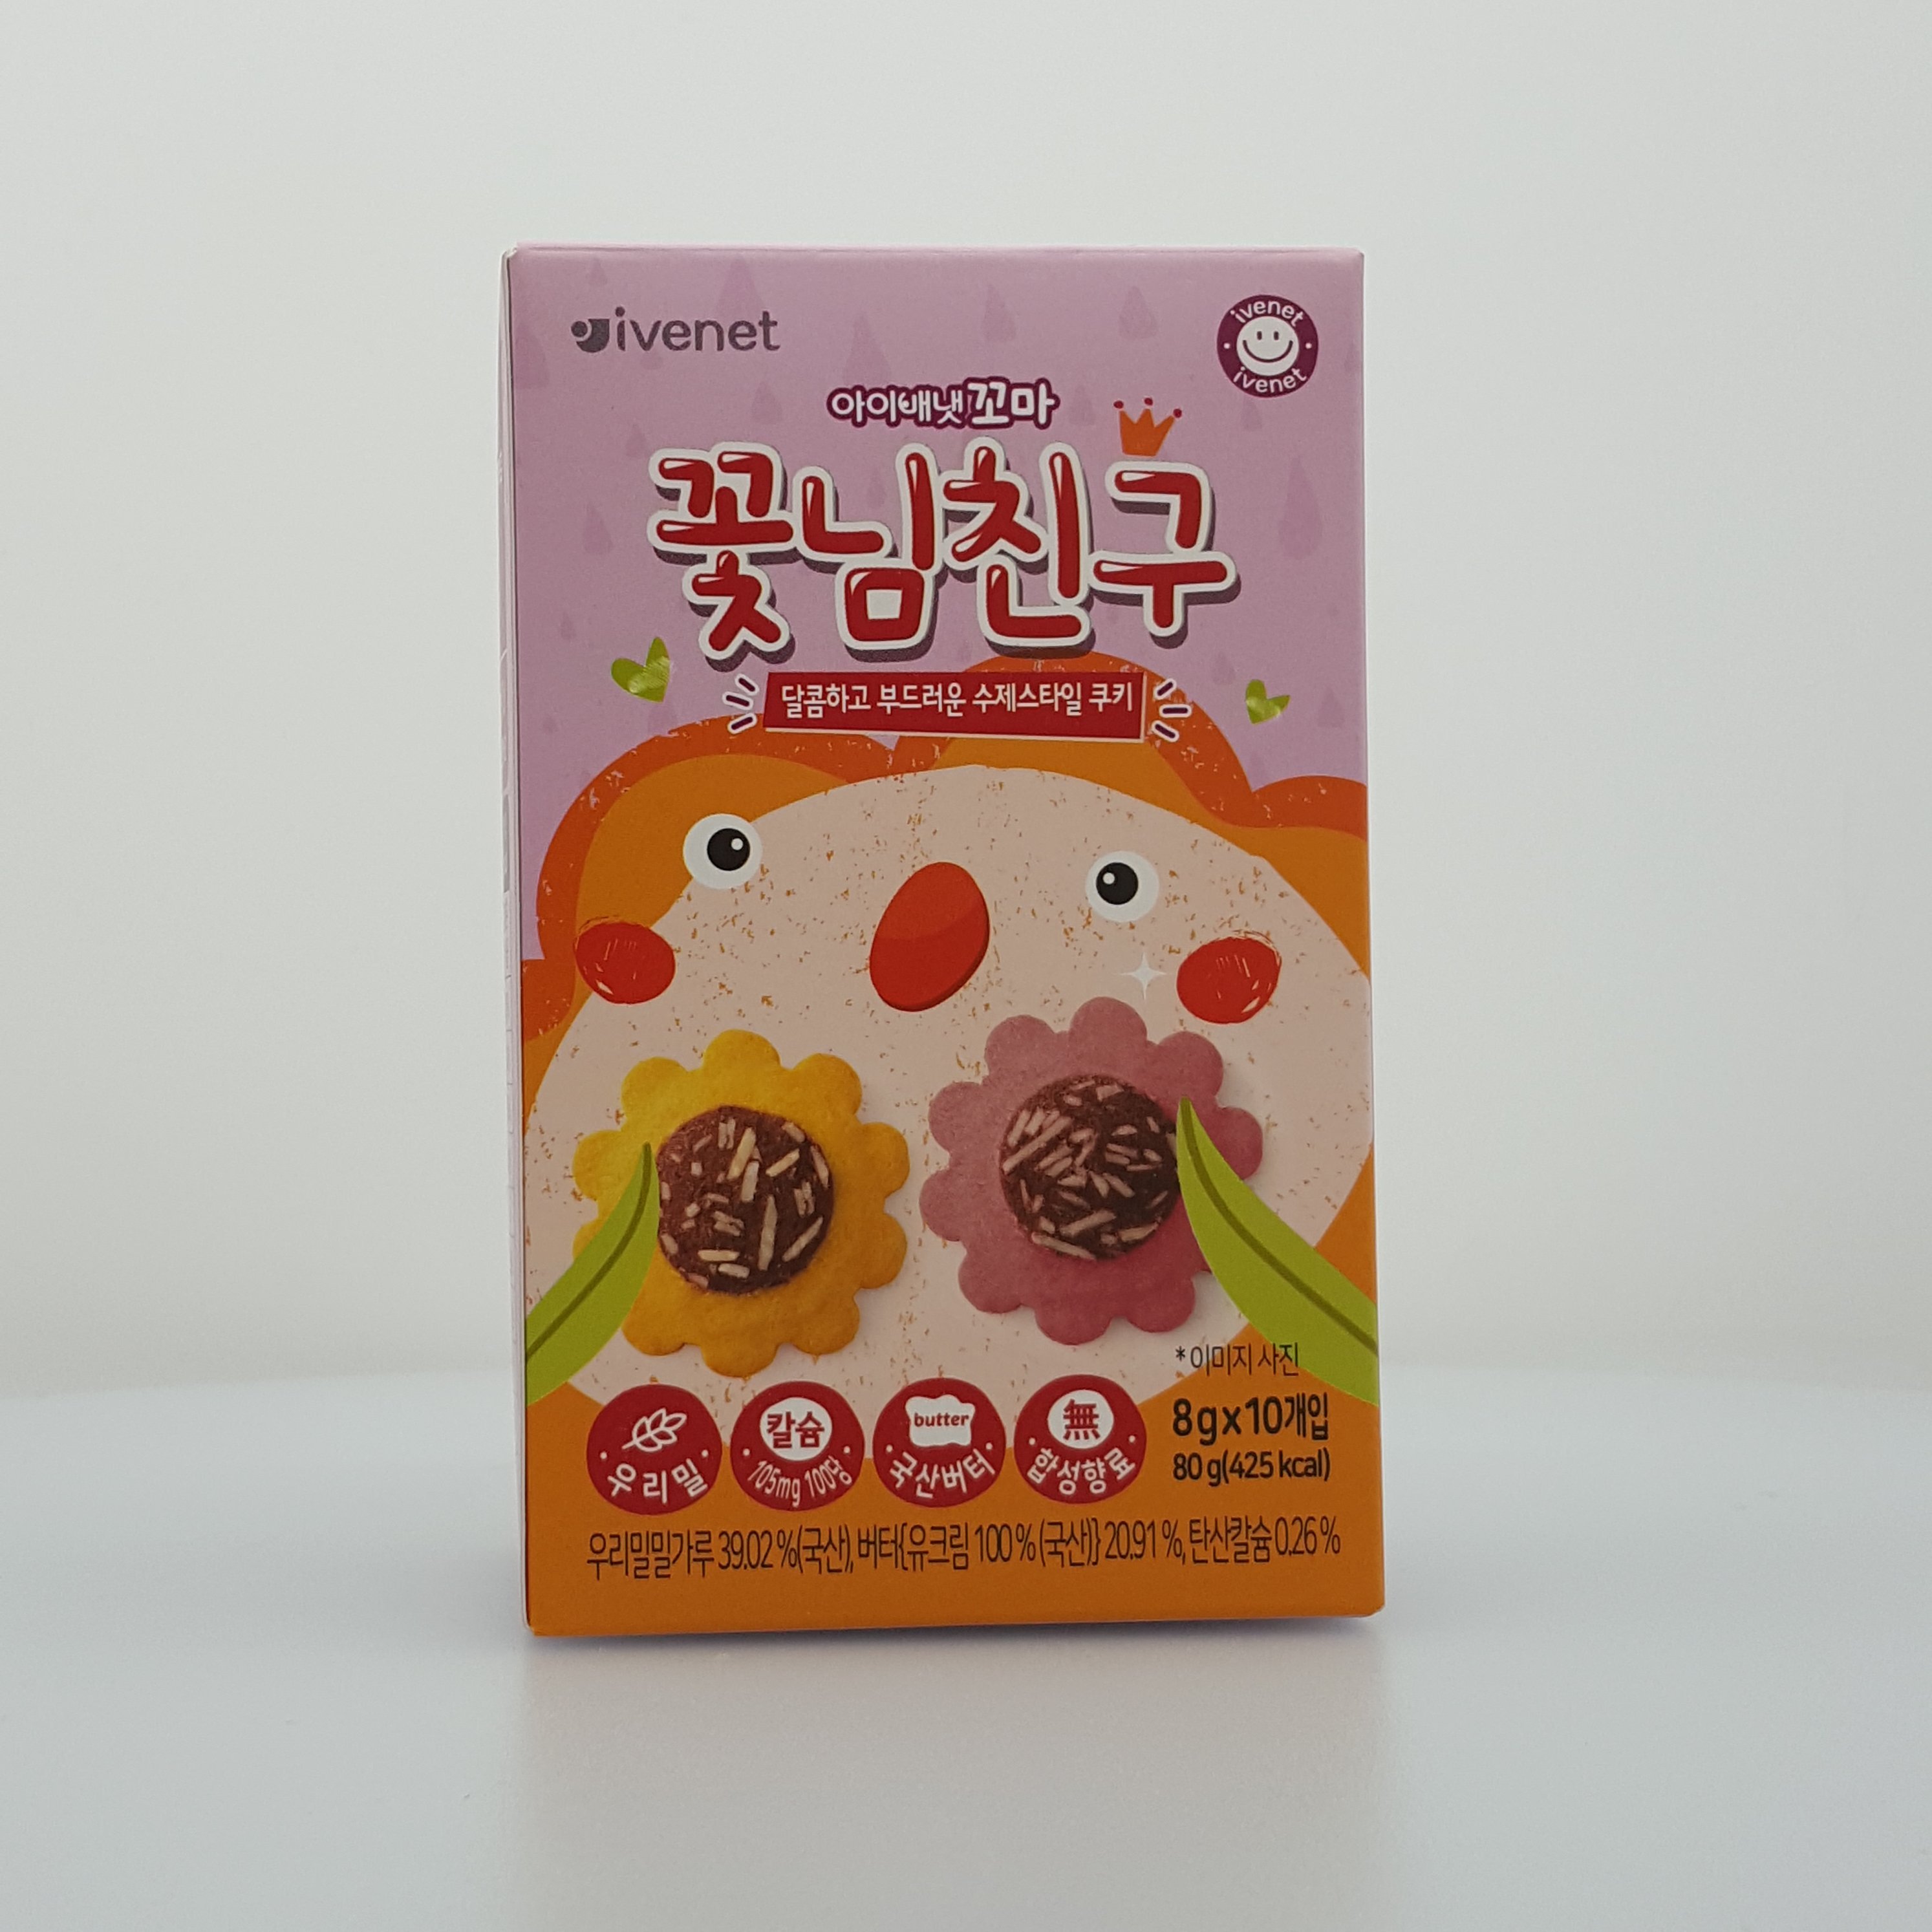 ivenet
ivenet
ivenet
아이배냇꼬마
꽃님친구
달콤하고 부드러운 수제스타일 쿠키
*이미지 사진
우리밀
칼슘
105mg 100당
butter
국산버터
無
합성향료
8gx10개입
80g(425 kcal)
우리밀밀가루 39.02%(국산), 버터{유크림 100%(국산)} 20.91%, 탄산칼슘 0.26%